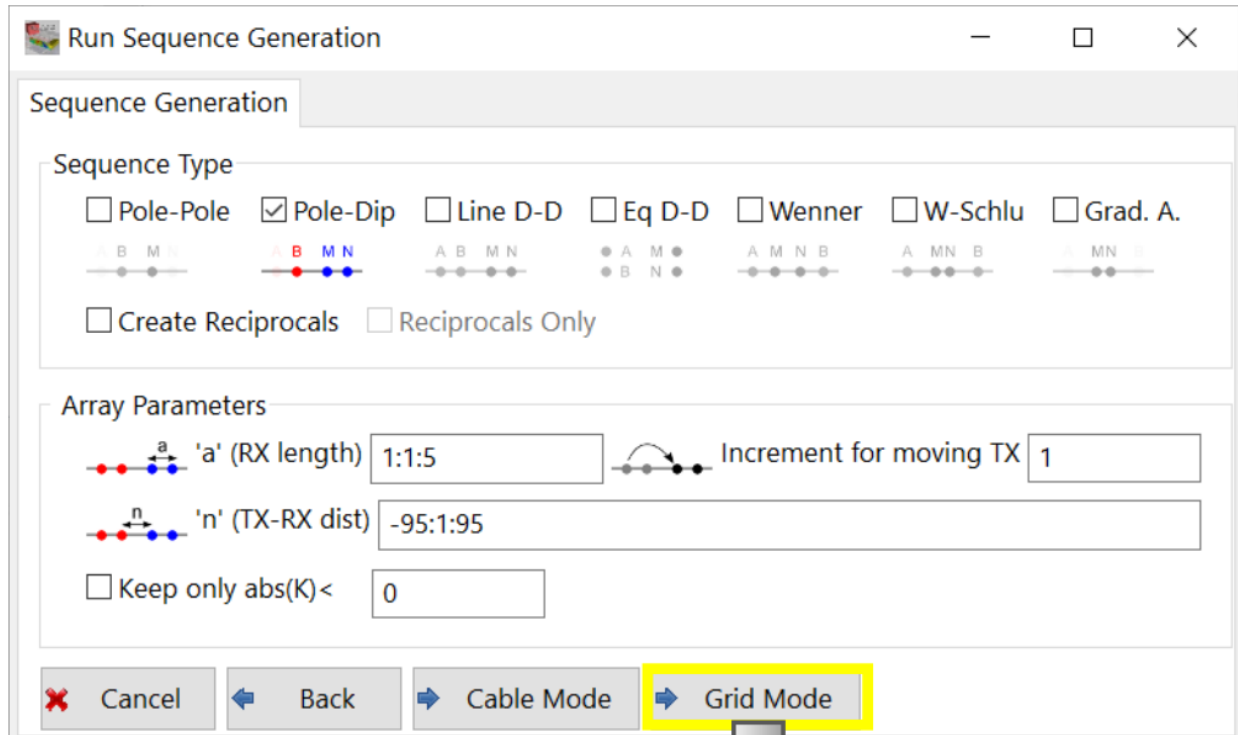 Run Sequence Generation
Sequence Generation
Sequence Type
Pole-Pole Pole-Dip Line D-D Eq D-D Wenner W-Schlu Grad. A.
A B M N B M N A B M N A M A M N B A MN B MN B
B N
Create Reciprocals Reciprocals Only
Array Parameters
a 'a' (RX length) 1:1:5 Increment for moving TX 1
n 'n' (TX-RX dist) -95:1:95
Keep only abs(K)< 0
Cancel Back Cable Mode Grid Mode